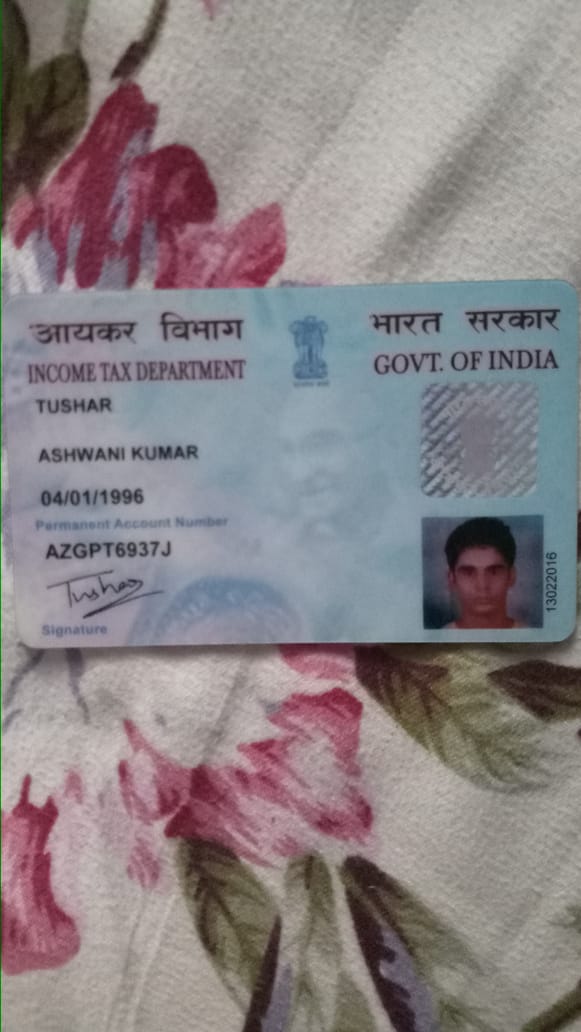 आयकर विभाग
भारत सरकार
INCOME TAX DEPARTMENT
GOVT. OF INDIA
TUSHAR
ASHWANI KUMAR
04/01/1996
Permanent Account Number
AZGPT6937J
Tushar
Signature
13022016